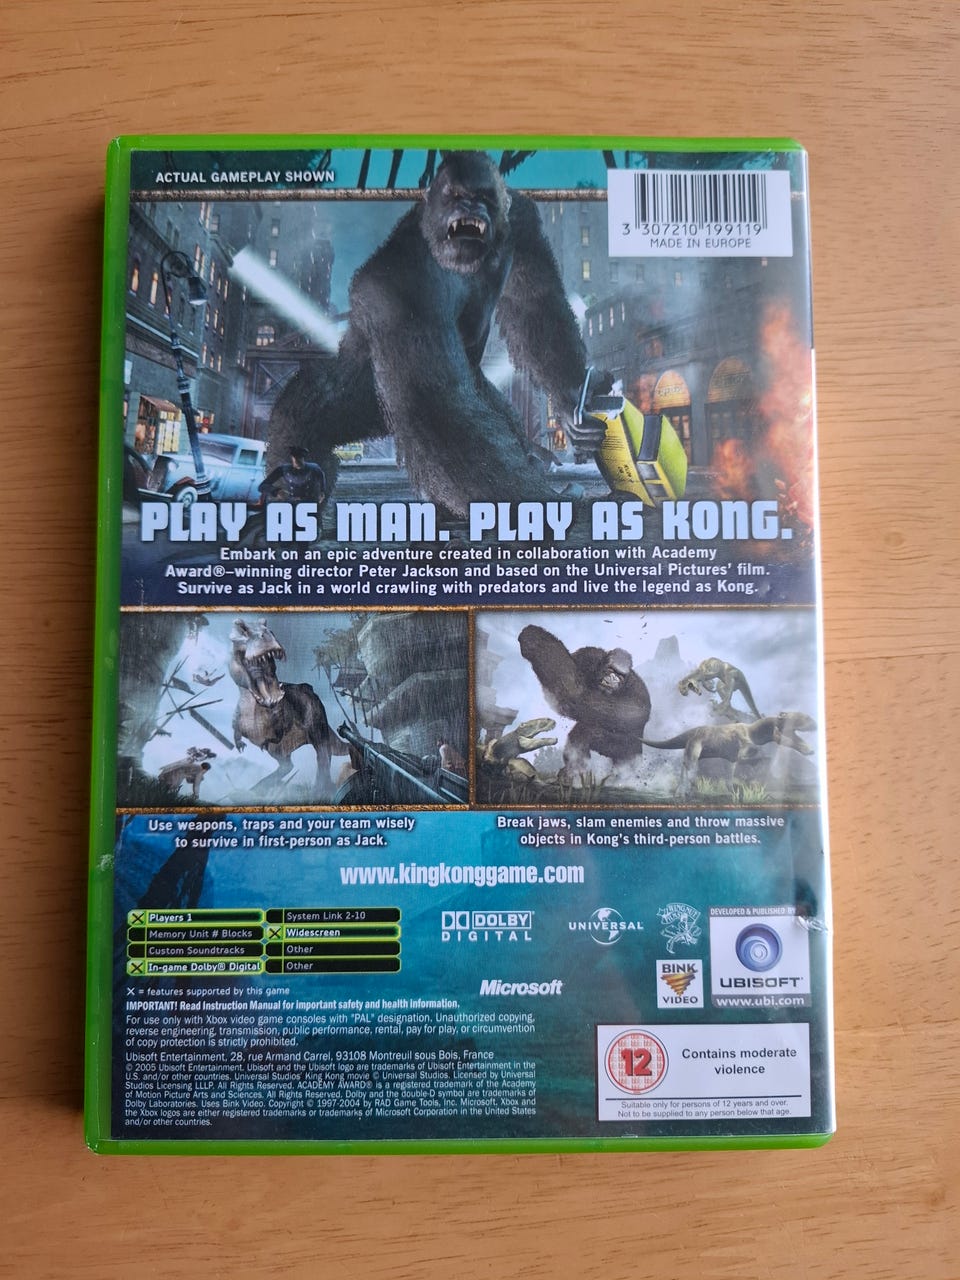 ACTUAL GAMEPLAY SHOWN
3 307210 199119
MADE IN EUROPE
PLAY AS MAN. PLAY AS KONG.
Embark on an epic adventure created in collaboration with Academy
Award®–winning director Peter Jackson and based on the Universal Pictures' film.
Survive as Jack in a world crawling with predators and live the legend as Kong.
Use weapons, traps and your team wisely
to survive in first-person as Jack.
Break jaws, slam enemies and throw massive
objects in Kong's third-person battles.
www.kingkonggame.com
X Players 1
Memory Unit # Blocks
Custom Soundtracks
X In-game Dolby® Digital
System Link 2-10
X Widescreen
Other
Other
X = features supported by this game
DOLBY
DIGITAL
UNIVERSAL
BINK
VIDEO
DEVELOPED & PUBLISHED BY
UBISOFT
www.ubi.com
Microsoft
IMPORTANT! Read Instruction Manual for important safety and health information.
For use only with Xbox video game consoles with "PAL" designation. Unauthorized copying,
reverse engineering, transmission, public performance, rental, pay for play, or circumvention
of copy protection is strictly prohibited.
Ubisoft Entertainment, 28, rue Armand Carrel, 93108 Montreuil sous Bois, France
© 2005 Ubisoft Entertainment. Ubisoft and the Ubisoft logo are trademarks of Ubisoft Entertainment in the
U.S. and/or other countries. Universal Studios' King Kong movie © Universal Studios. Licensed by Universal
Studios Licensing LLLP. All Rights Reserved. ACADEMY AWARD® is a registered trademark of the Academy
of Motion Picture Arts and Sciences. All Rights Reserved. Dolby and the double-D symbol are trademarks of
Dolby Laboratories. Uses Bink Video. Copyright © 1997-2004 by RAD Game Tools, Inc. Microsoft, Xbox and
the Xbox logos are either registered trademarks or trademarks of Microsoft Corporation in the United States
and/or other countries.
12
Contains moderate
violence
Suitable only for persons of 12 years and over.
Not to be supplied to any person below that age.